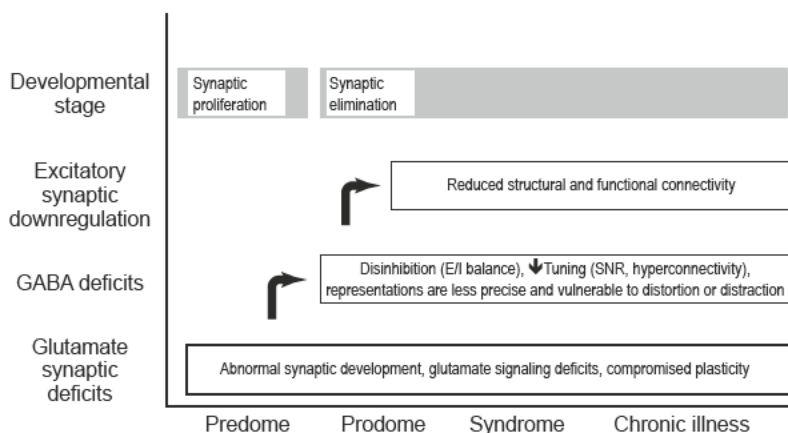 Developmental
stage
Synaptic
proliferation
Synaptic
elimination
Excitatory
synaptic
downregulation
Reduced structural and functional connectivity
GABA deficits
Disinhibition (E/I balance), 🡇Tuning (SNR, hyperconnectivity),
representations are less precise and vulnerable to distortion or distraction
Glutamate
synaptic
deficits
Abnormal synaptic development, glutamate signaling deficits, compromised plasticity
Predome Prodome Syndrome Chronic illness